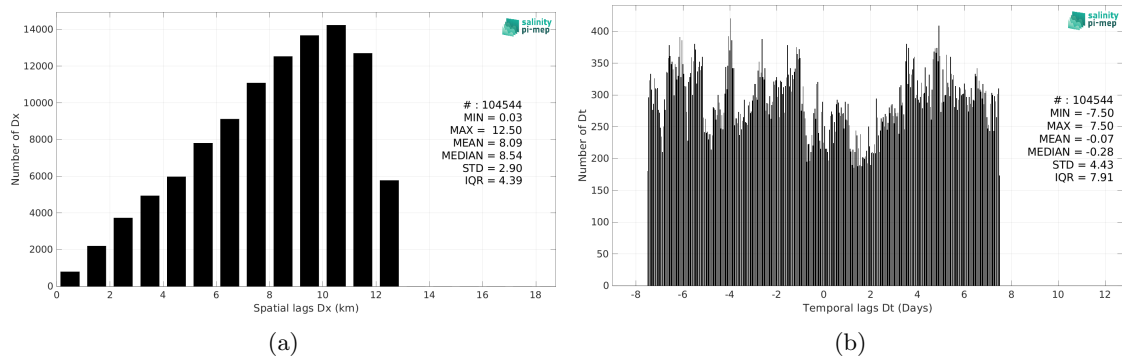 salinity
pi-mep
14000
12000
10000
8000
6000
4000
2000
0
Number of Dx
# : 104544
MIN = 0.03
MAX = 12.50
MEAN = 8.09
MEDIAN = 8.54
STD = 2.90
IQR = 4.39
0 2 4 6 8 10 12 14 16 18
Spatial lags Dx (km)
(a)
salinity
pi-mep
400
350
300
250
200
150
100
50
0
Number of Dt
# : 104544
MIN = -7.50
MAX = 7.50
MEAN = -0.07
MEDIAN = -0.28
STD = 4.43
IQR = 7.91
-8 -6 -4 -2 0 2 4 6 8 10 12
Temporal lags Dt (Days)
(b)